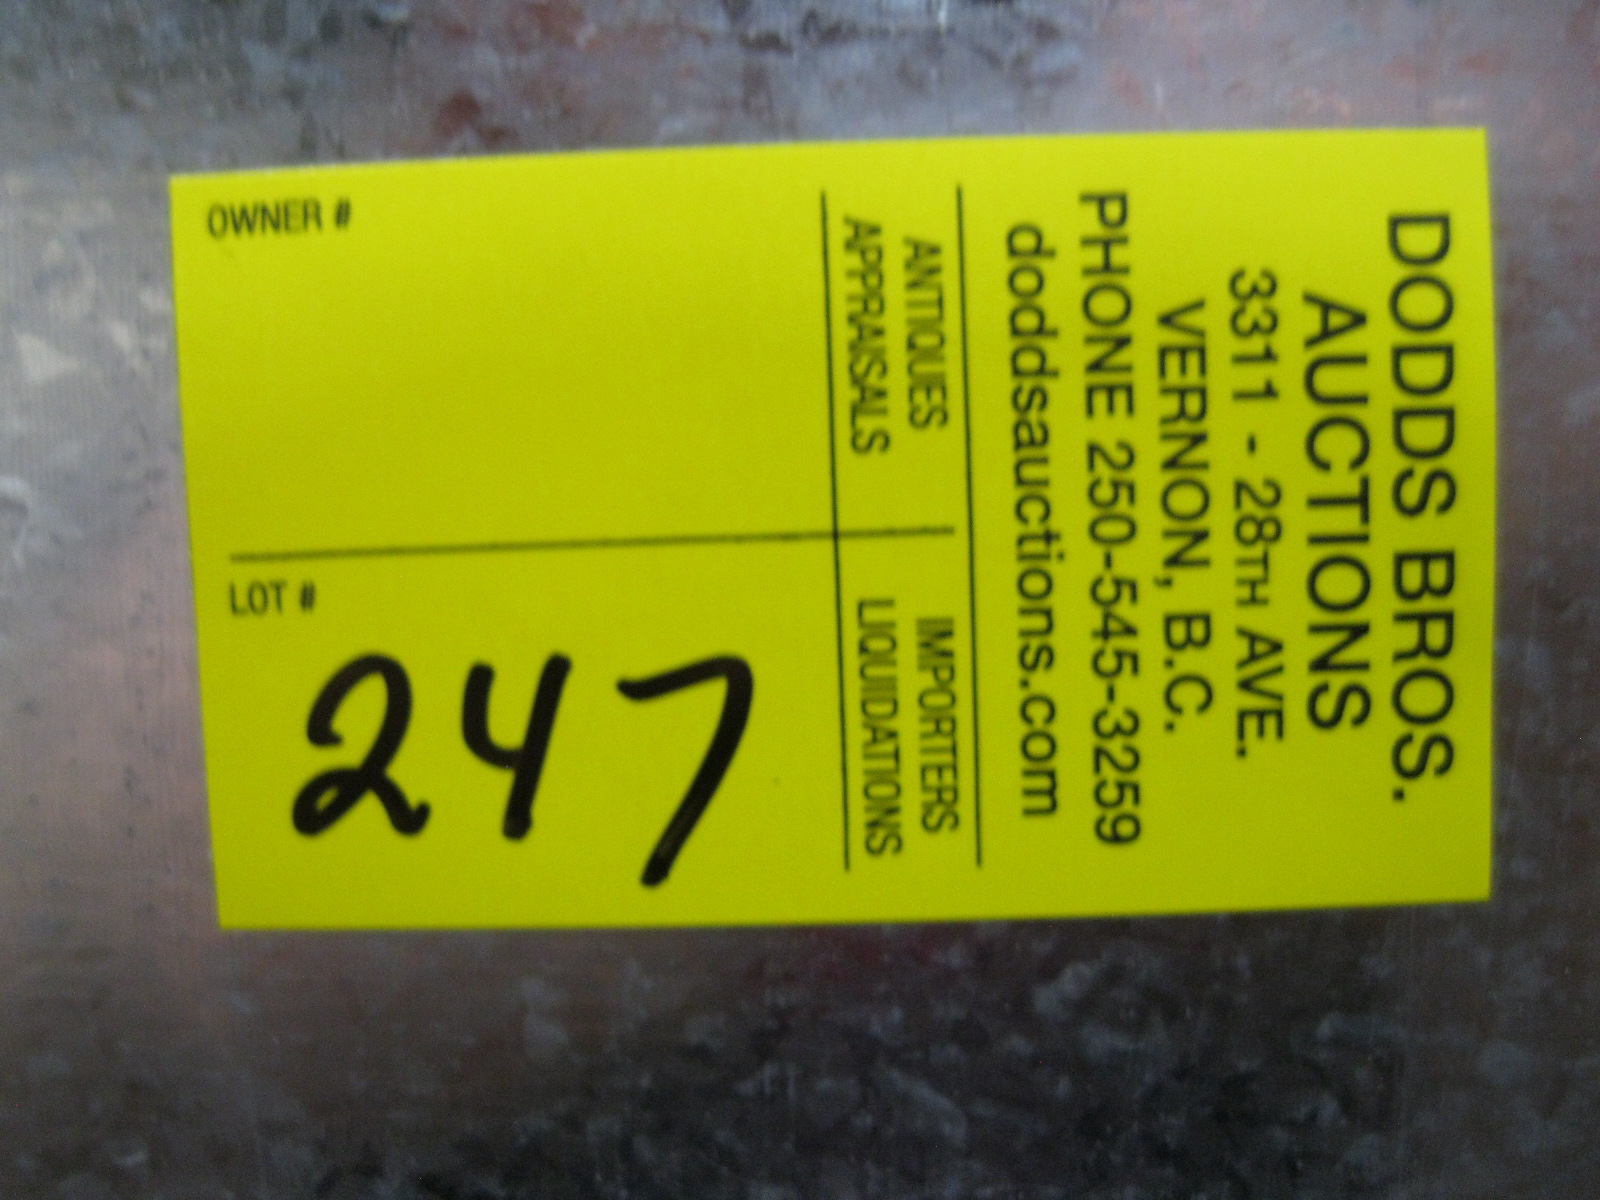 DODDS BROS.
AUCTIONS
3311 - 28TH AVE.
VERNON, B.C.
PHONE 250-545-3259
doddsauctions.com
ANTIQUES IMPORTERS
APPRAISALS LIQUIDATIONS
OWNER #
LOT #
247